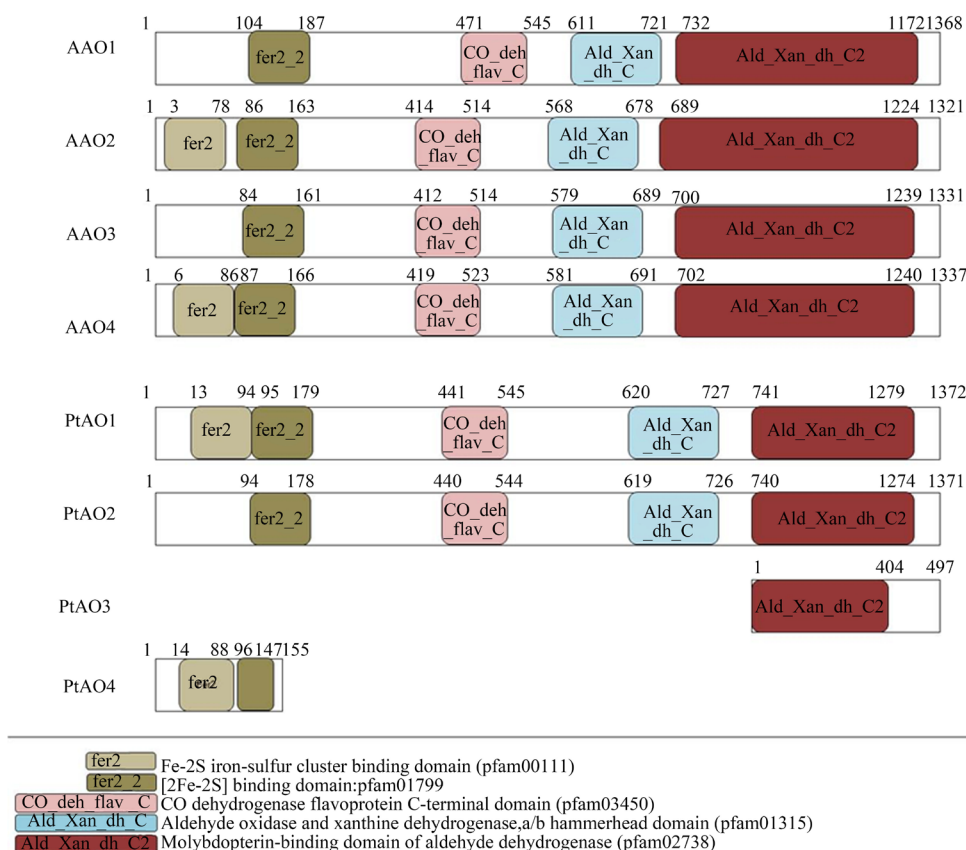 1 104 187 471 545 611 721 732 1172 1368
AAO1 fer2_2 CO_deh_flav_C Ald_Xan_dh_C Ald_Xan_dh_C2
1 3 78 86 163 414 514 568 678 689 1224 1321
AAO2 fer2 fer2_2 CO_deh_flav_C Ald_Xan_dh_C Ald_Xan_dh_C2
1 84 161 412 514 579 689 700 1239 1331
AAO3 fer2_2 CO_deh_flav_C Ald_Xan_dh_C Ald_Xan_dh_C2
1 6 86 87 166 419 523 581 691 702 1240 1337
AAO4 fer2 fer2_2 CO_deh_flav_C Ald_Xan_dh_C Ald_Xan_dh_C2
1 13 94 95 179 441 545 620 727 741 1279 1372
PtAO1 fer2 fer2_2 CO_deh_flav_C Ald_Xan_dh_C Ald_Xan_dh_C2
1 94 178 440 544 619 726 740 1274 1371
PtAO2 fer2_2 CO_deh_flav_C Ald_Xan_dh_C Ald_Xan_dh_C2
1 404 497
PtAO3 Ald_Xan_dh_C2
1 14 88 96 147 155
PtAO4 fer2
fer2 Fe-2S iron-sulfur cluster binding domain (pfam00111)
fer2_2 [2Fe-2S] binding domain:pfam01799
CO_deh_flav_C CO dehydrogenase flavoprotein C-terminal domain (pfam03450)
Ald_Xan_dh_C Aldehyde oxidase and xanthine dehydrogenase,a/b hammerhead domain (pfam01315)
Ald_Xan_dh_C2 Molybdopterin-binding domain of aldehyde dehydrogenase (pfam02738)